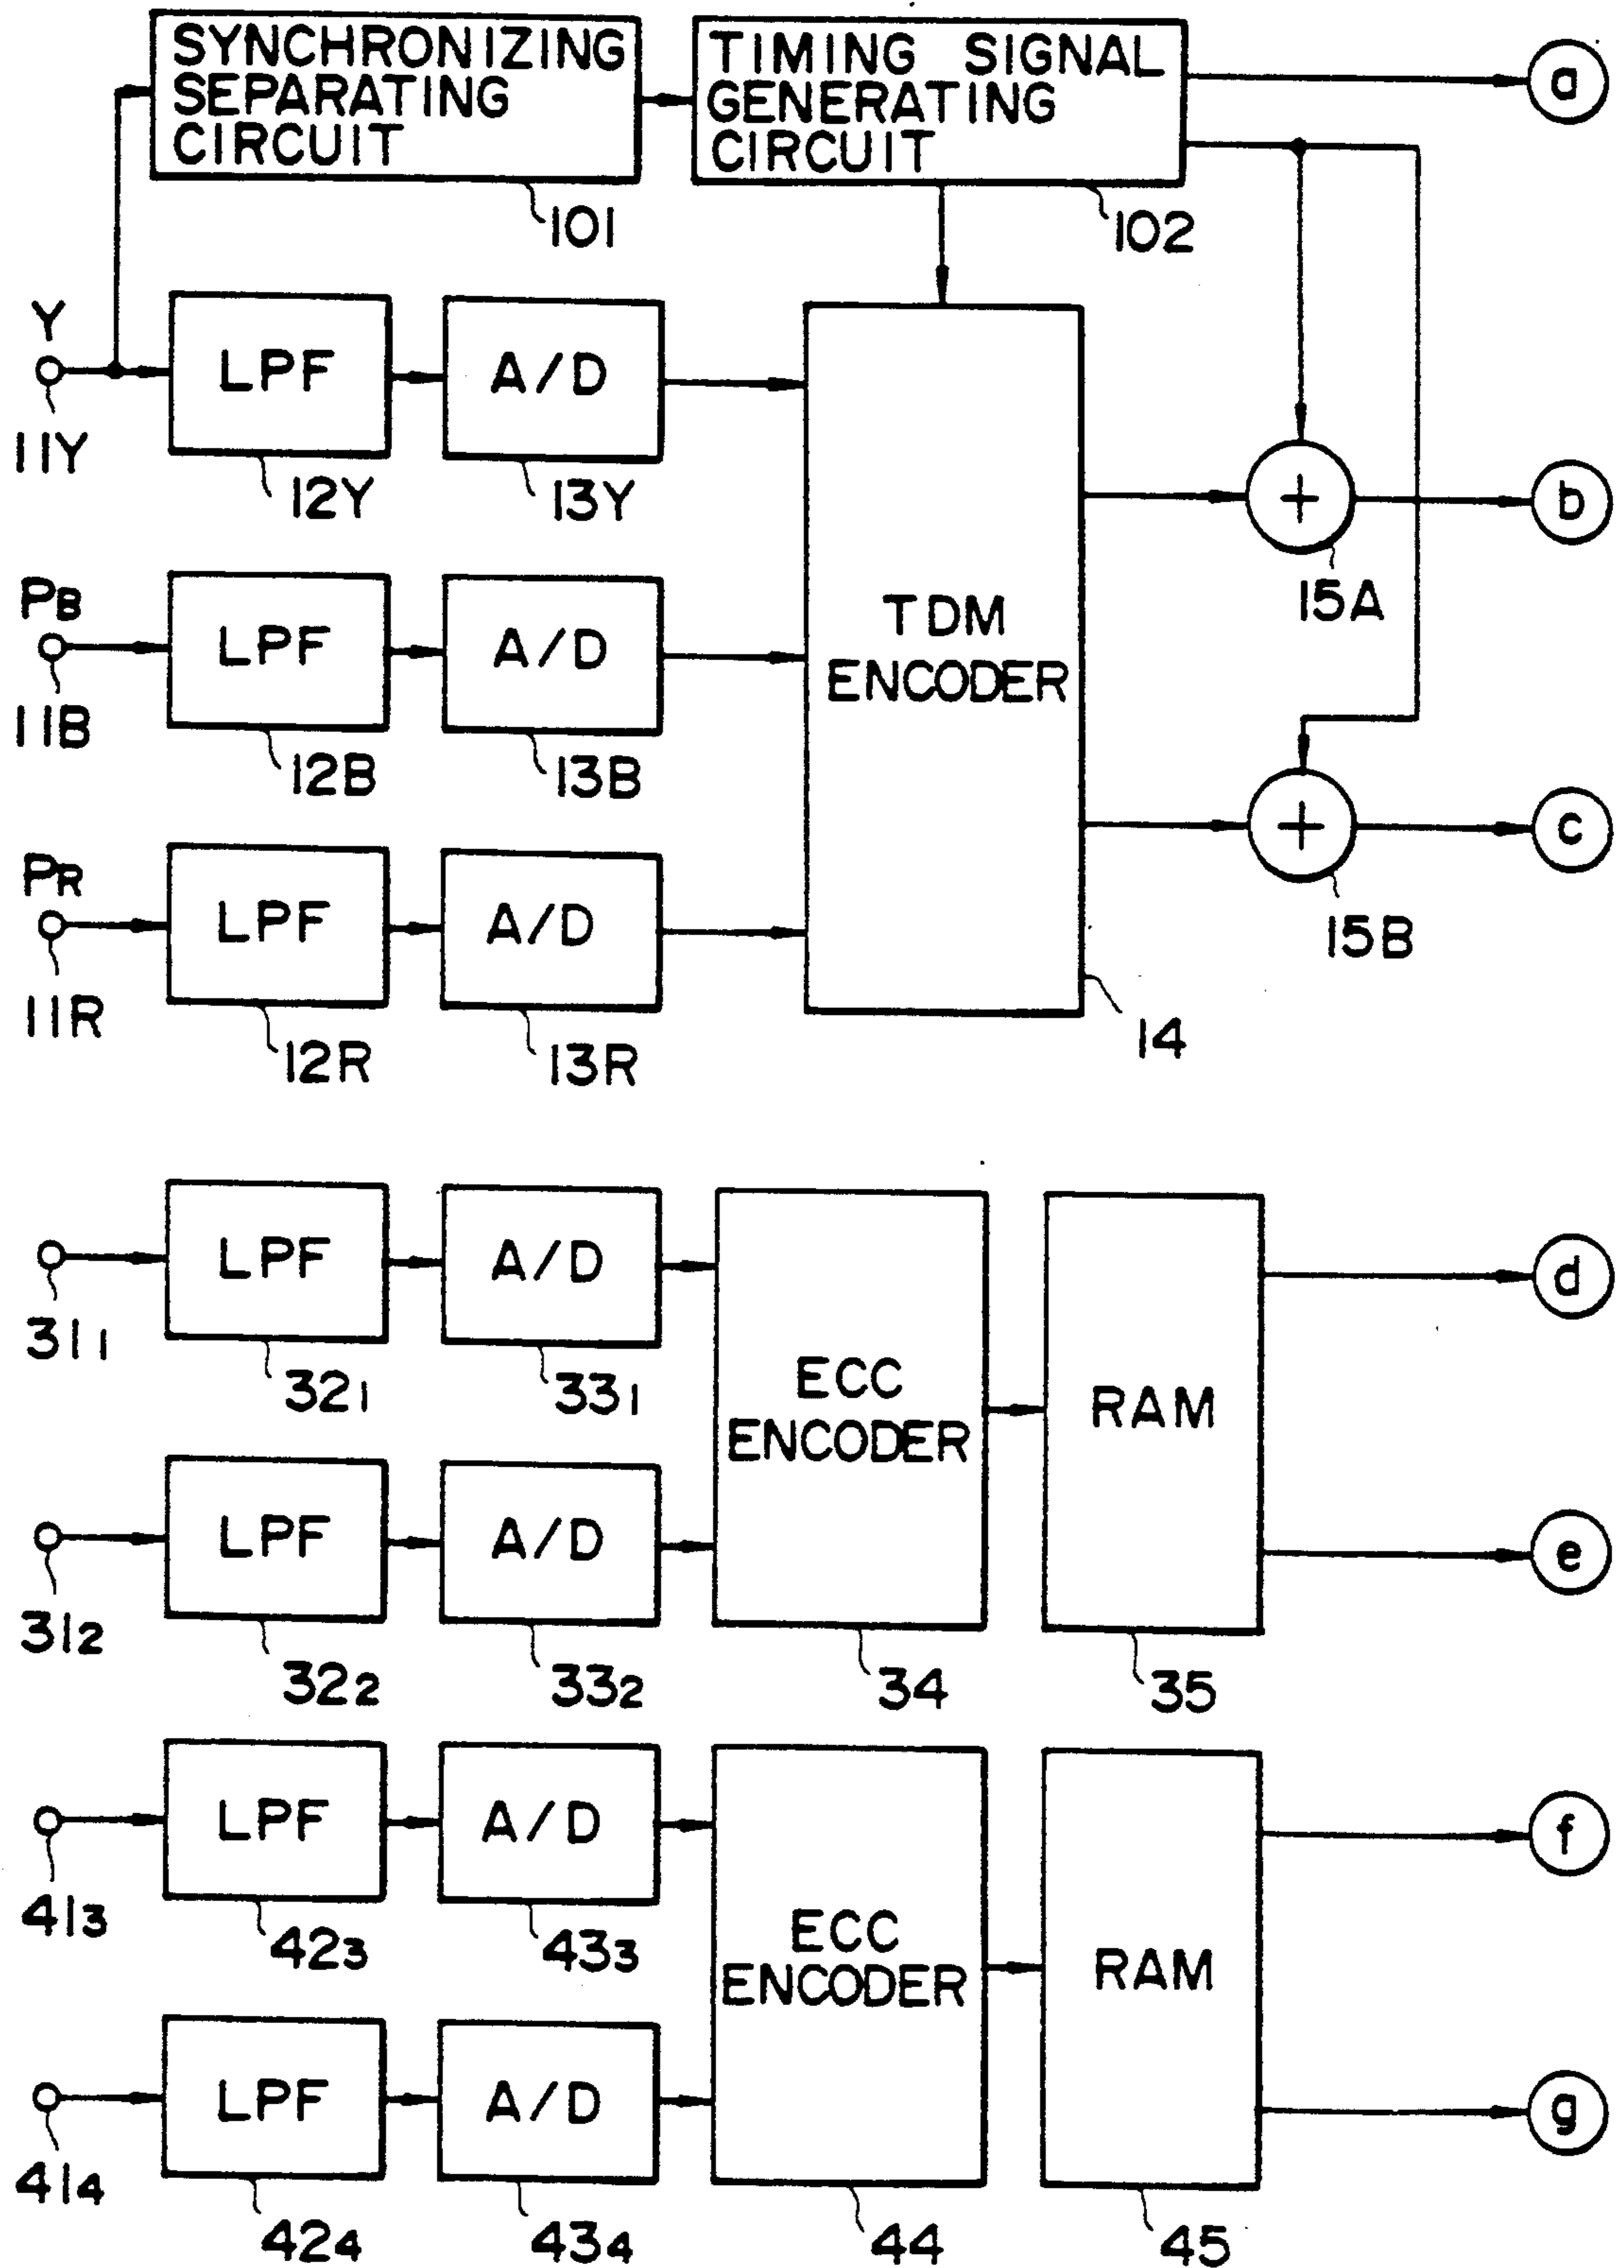 SYNCHRONIZING
SEPARATING
CIRCUIT
TIMING SIGNAL
GENERATING
CIRCUIT
a
101
102
Y
LPF
A/D
11Y
12Y
13Y
+
b
15A
PB
LPF
A/D
TDM
ENCODER
11B
12B
13B
+
c
15B
PR
LPF
A/D
11R
12R
13R
14
LPF
A/D
d
311
321
331
ECC
ENCODER
RAM
LPF
A/D
e
312
322
332
34
35
LPF
A/D
f
413
423
433
ECC
ENCODER
RAM
LPF
A/D
g
414
424
434
44
45